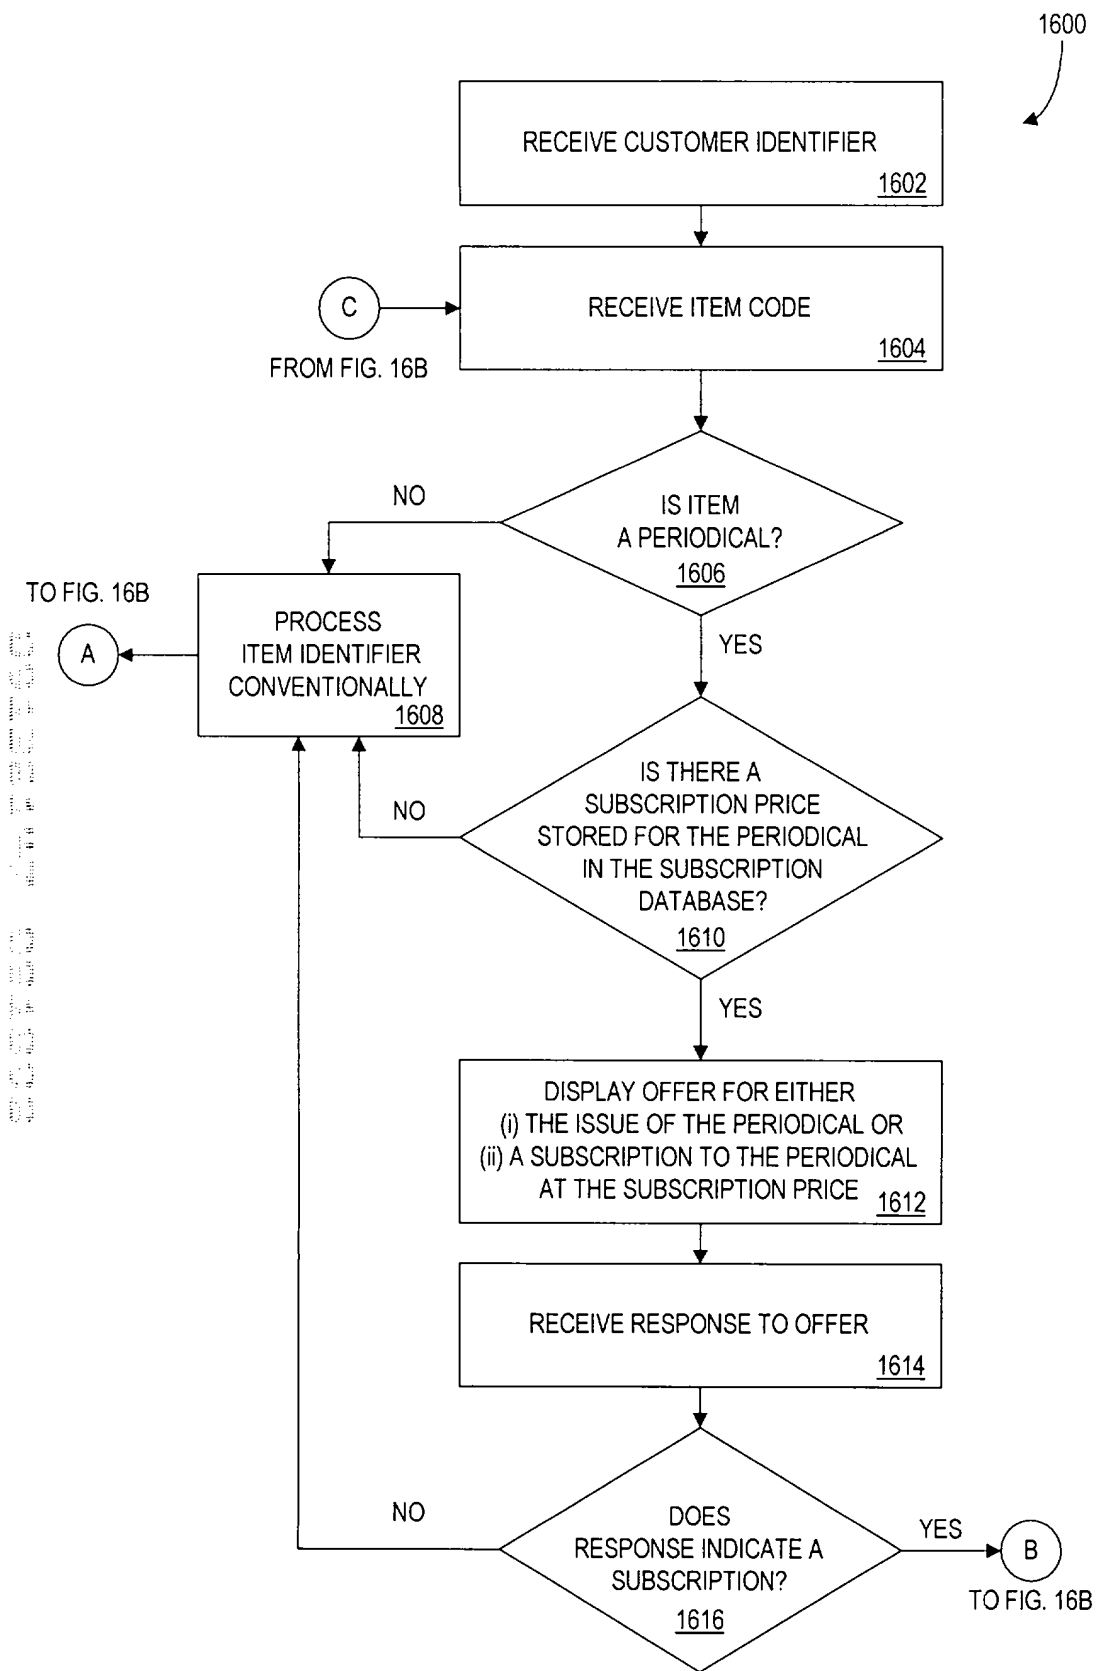 1600
RECEIVE CUSTOMER IDENTIFIER
1602
C
FROM FIG. 16B
RECEIVE ITEM CODE
1604
IS ITEM
A PERIODICAL?
1606
NO
YES
TO FIG. 16B
A
PROCESS
ITEM IDENTIFIER
CONVENTIONALLY
1608
IS THERE A
SUBSCRIPTION PRICE
STORED FOR THE PERIODICAL
IN THE SUBSCRIPTION
DATABASE?
1610
NO
YES
DISPLAY OFFER FOR EITHER
(i) THE ISSUE OF THE PERIODICAL OR
(ii) A SUBSCRIPTION TO THE PERIODICAL
AT THE SUBSCRIPTION PRICE
1612
RECEIVE RESPONSE TO OFFER
1614
DOES
RESPONSE INDICATE A
SUBSCRIPTION?
1616
NO
YES
B
TO FIG. 16B